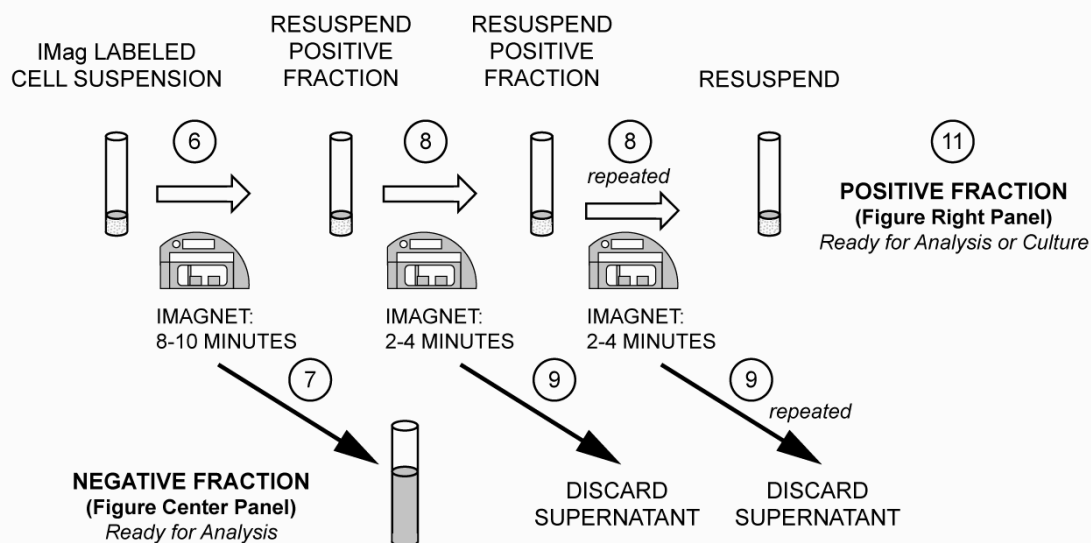 IMag LABELED
CELL SUSPENSION
RESUSPEND
POSITIVE
FRACTION
RESUSPEND
POSITIVE
FRACTION
RESUSPEND
6
8
8
repeated
11
POSITIVE FRACTION
(Figure Right Panel)
Ready for Analysis or Culture
IMAGNET:
8-10 MINUTES
IMAGNET:
2-4 MINUTES
IMAGNET:
2-4 MINUTES
7
9
9
repeated
NEGATIVE FRACTION
(Figure Center Panel)
Ready for Analysis
DISCARD
SUPERNATANT
DISCARD
SUPERNATANT